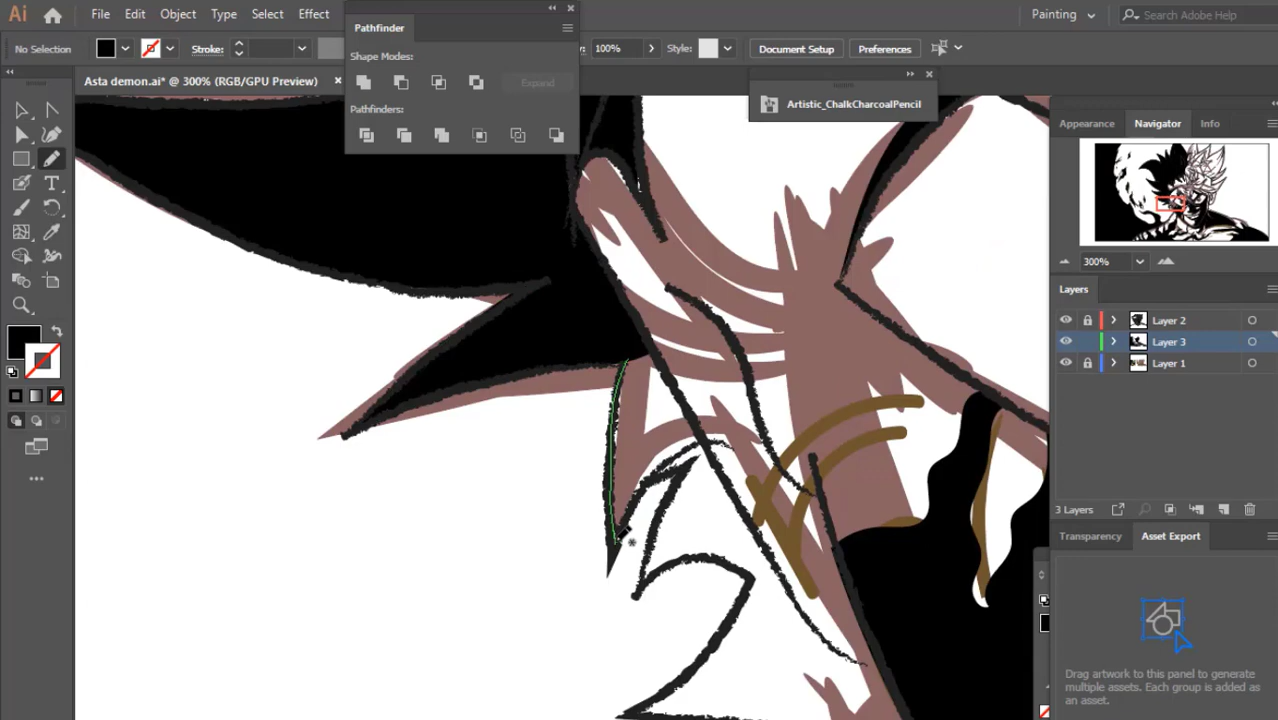 Ai File Edit Object Type Select Effect Painting Search Adobe Help
Pathfinder
No Selection Stroke: 100% Style: Document Setup Preferences
Shape Modes:
Expand
Pathfinders:
Asta demon.ai* @ 300% (RGB/GPU Preview)
Artistic_ChalkCharcoalPencil
Appearance Navigator Info
300%
Layers
Layer 2
Layer 3
Layer 1
3 Layers
Transparency Asset Export
Drag artwork to this panel to generate
multiple assets. Each group is added as
an asset.